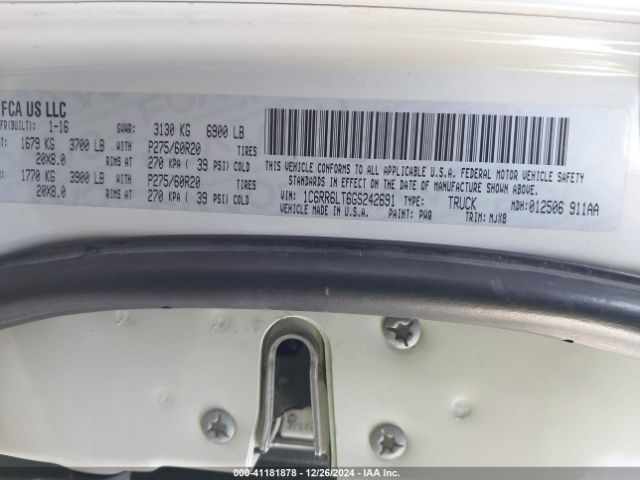 FCA US LLC
FR(BUILT): 1-16 GVWR: 3130 KG 6900 LB
T: 1679 KG 3700 LB WITH P275/60R20 TIRES
20X8.0 RIMS AT 270 KPA ( 39 PSI) COLD
: 1770 KG 3900 LB WITH P275/60R20 TIRES
20X8.0 RIMS AT 270 KPA ( 39 PSI) COLD
THIS VEHICLE CONFORMS TO ALL APPLICABLE U.S.A. FEDERAL MOTOR VEHICLE SAFETY
STANDARDS IN EFFECT ON THE DATE OF MANUFACTURE SHOWN ABOVE.
VIN: 1C6RR6LT6GS242691 TYPE: TRUCK MDH:012506 911AA
VEHICLE MADE IN U.S.A. PAINT: PW8 TRIM: MJX8
000-41181878 - 12/26/2024 - IAA Inc.